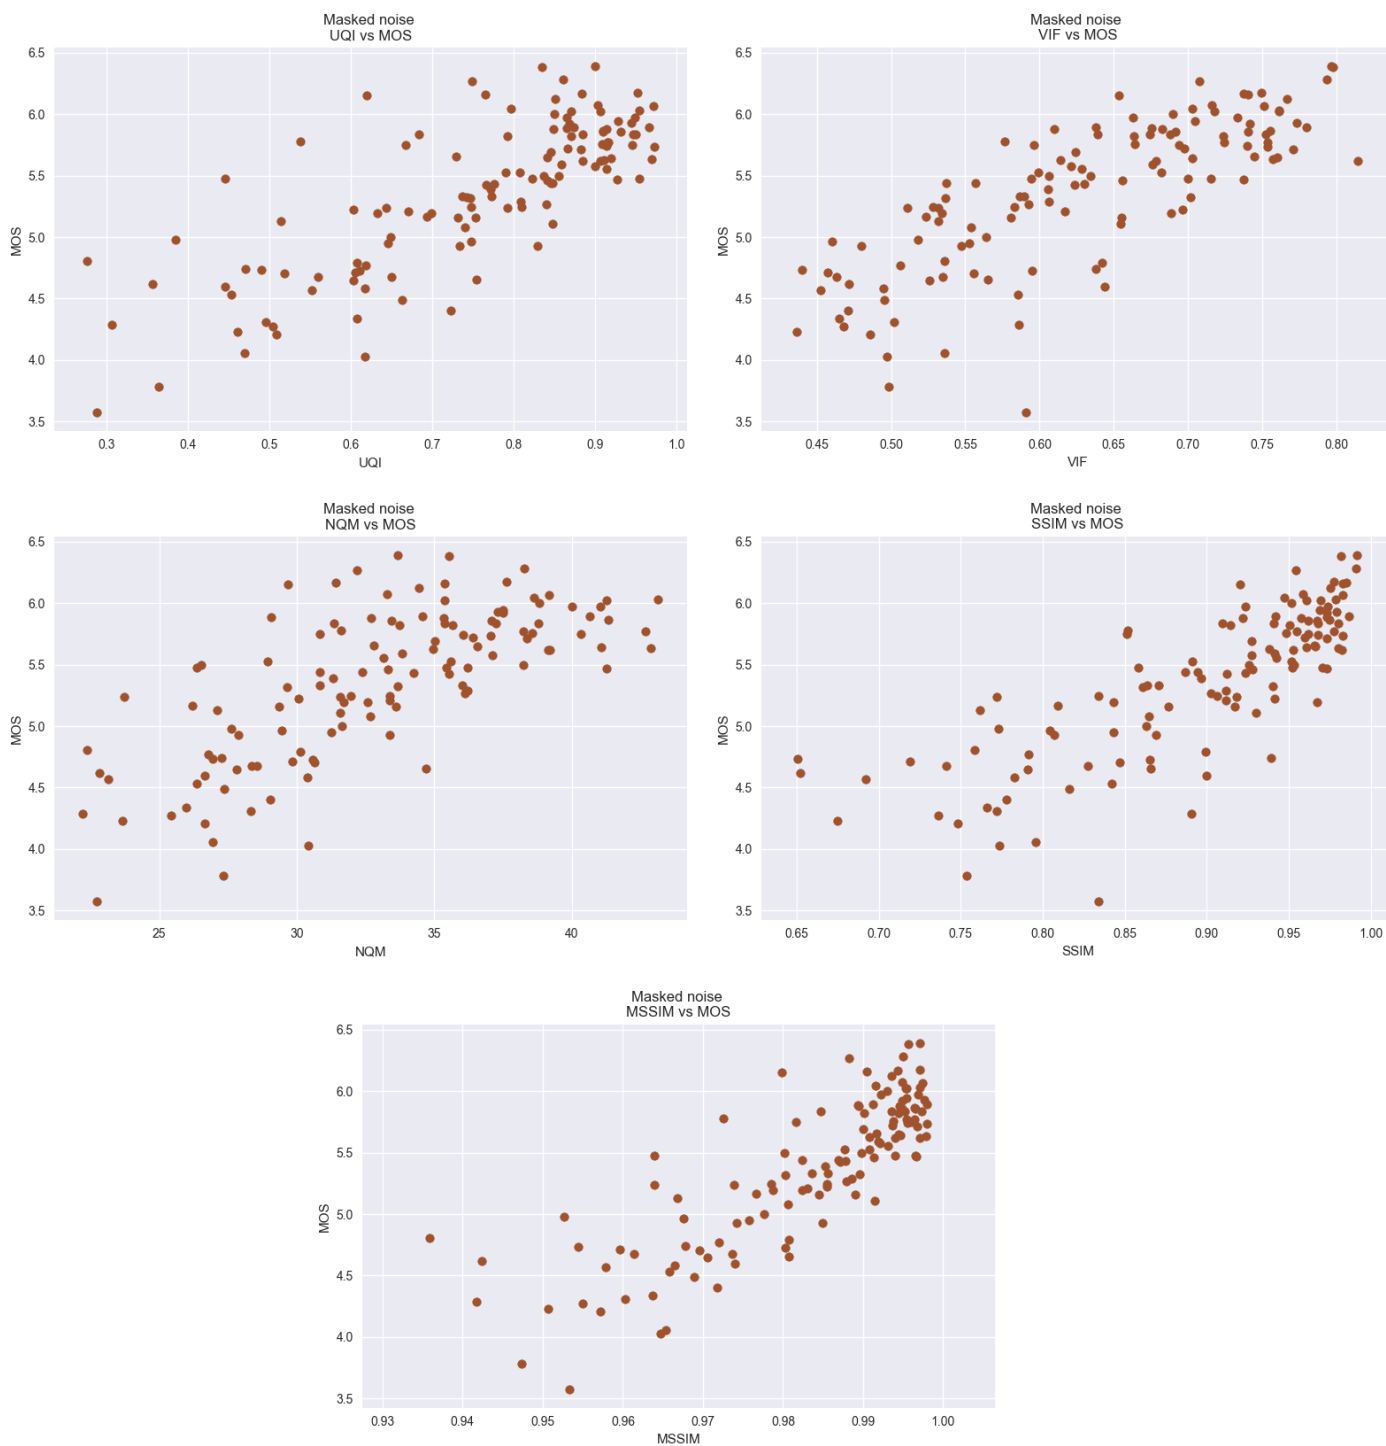 Masked noise
UQI vs MOS
6.5
6.0
5.5
5.0
4.5
4.0
3.5
MOS
0.3 0.4 0.5 0.6 0.7 0.8 0.9 1.0
UQI
Masked noise
VIF vs MOS
6.5
6.0
5.5
5.0
4.5
4.0
3.5
MOS
0.45 0.50 0.55 0.60 0.65 0.70 0.75 0.80
VIF
Masked noise
NQM vs MOS
6.5
6.0
5.5
5.0
4.5
4.0
3.5
MOS
25 30 35 40
NQM
Masked noise
SSIM vs MOS
6.5
6.0
5.5
5.0
4.5
4.0
3.5
MOS
0.65 0.70 0.75 0.80 0.85 0.90 0.95 1.00
SSIM
Masked noise
MSSIM vs MOS
6.5
6.0
5.5
5.0
4.5
4.0
3.5
MOS
0.93 0.94 0.95 0.96 0.97 0.98 0.99 1.00
MSSIM